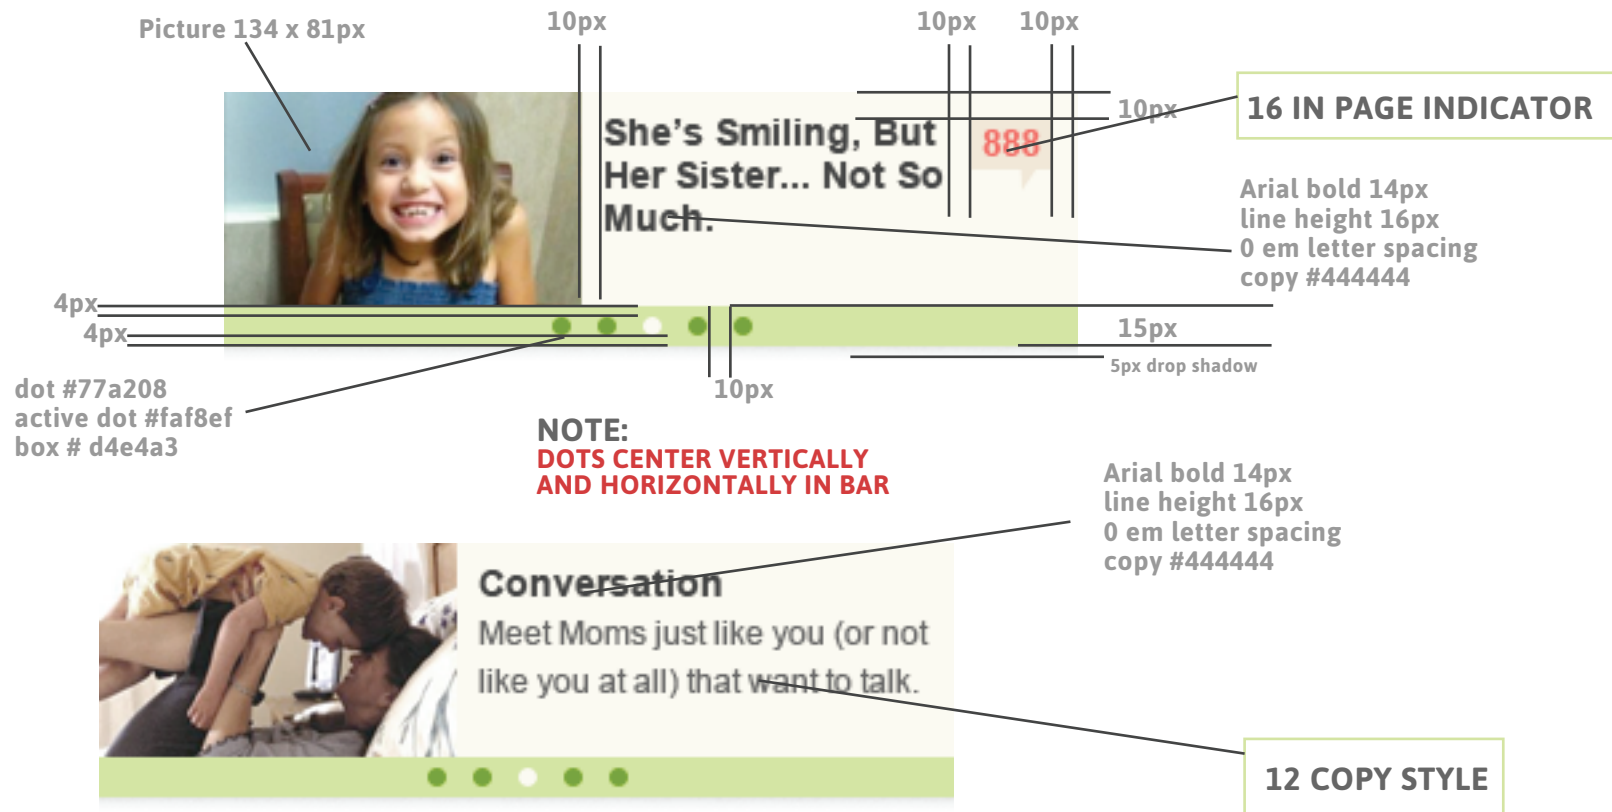 Picture 134 x 81px
10px
10px
10px
10px
16 IN PAGE INDICATOR
She's Smiling, But
Her Sister... Not So
Much.
888
Arial bold 14px
line height 16px
0 em letter spacing
copy #444444
4px
4px
15px
5px drop shadow
10px
dot #77a208
active dot #faf8ef
box # d4e4a3
NOTE:
DOTS CENTER VERTICALLY
AND HORIZONTALLY IN BAR
Arial bold 14px
line height 16px
0 em letter spacing
copy #444444
Conversation
Meet Moms just like you (or not
like you at all) that want to talk.
12 COPY STYLE